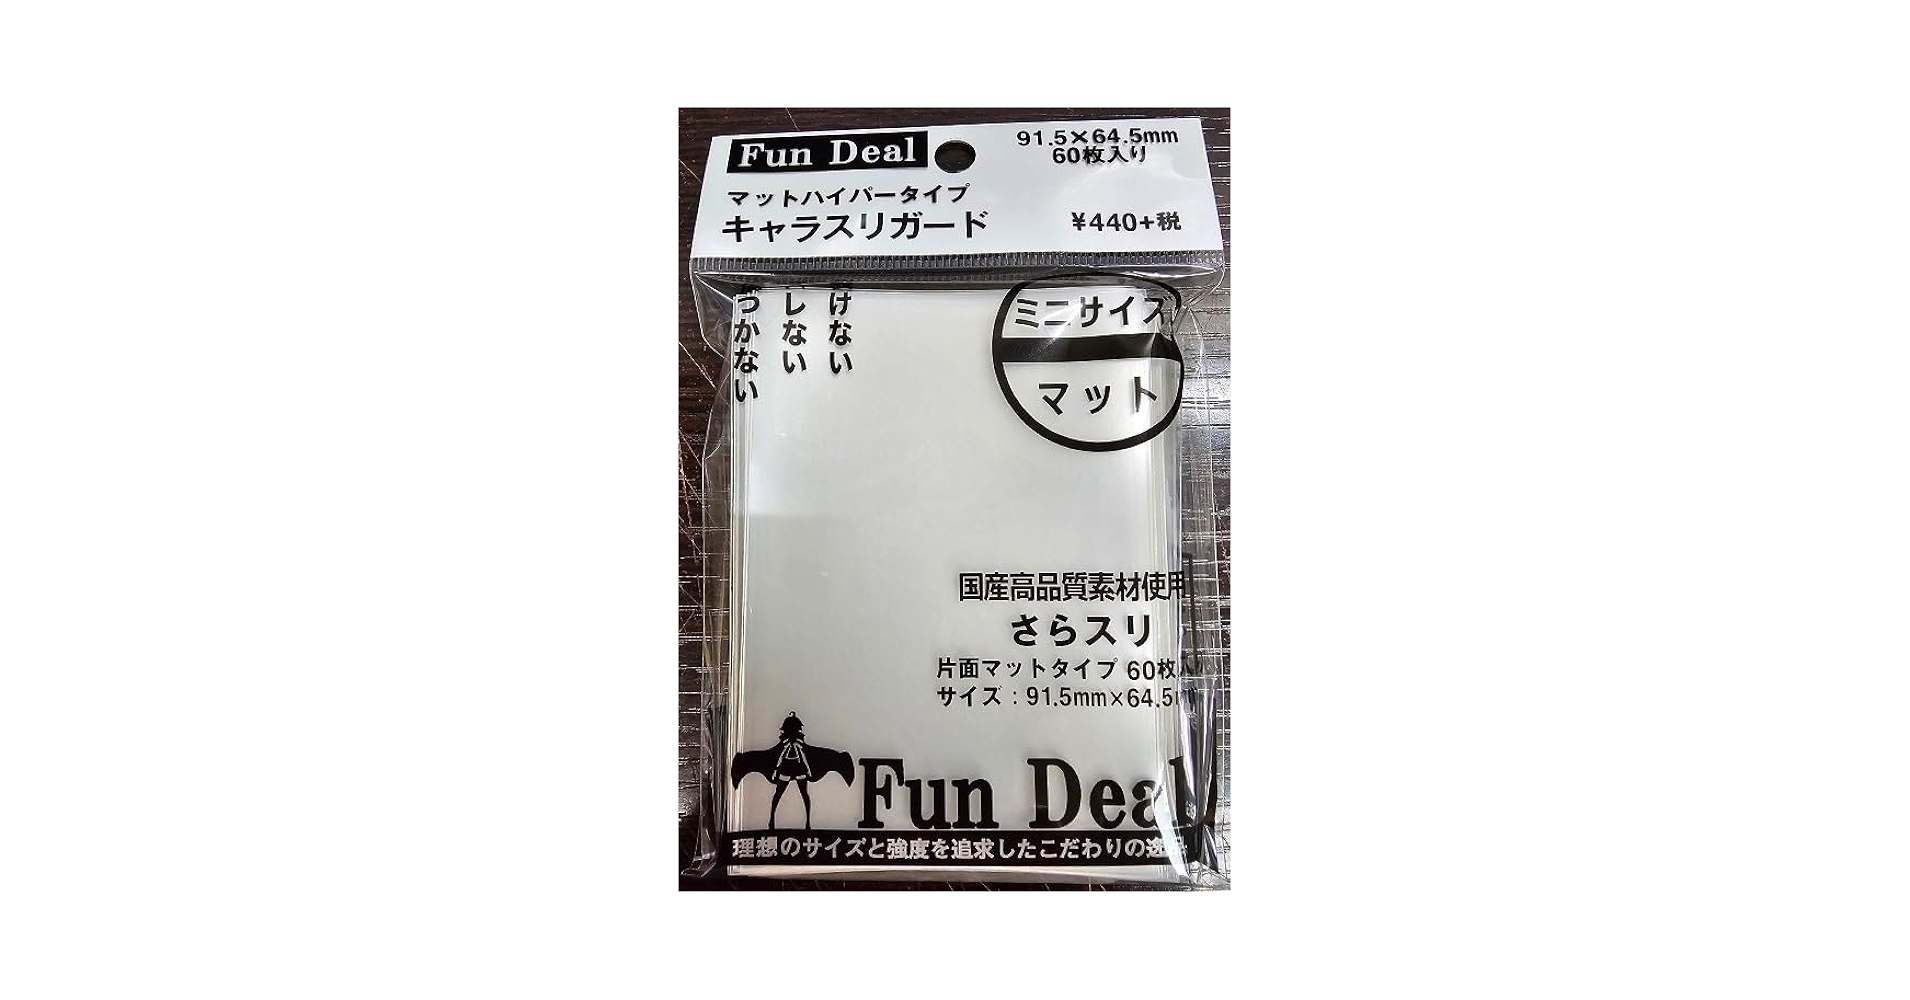 Fun Deal
91.5×64.5mm
60枚入り
マットハイパータイプ
キャラスリガード
¥440+税
けない
しない
つかない
ミニサイズ
マット
国産高品質素材使用
さらスリ
片面マットタイプ 60枚入り
サイズ：91.5mm×64.5m
Fun Deal
理想のサイズと強度を追求したこだわりの逸